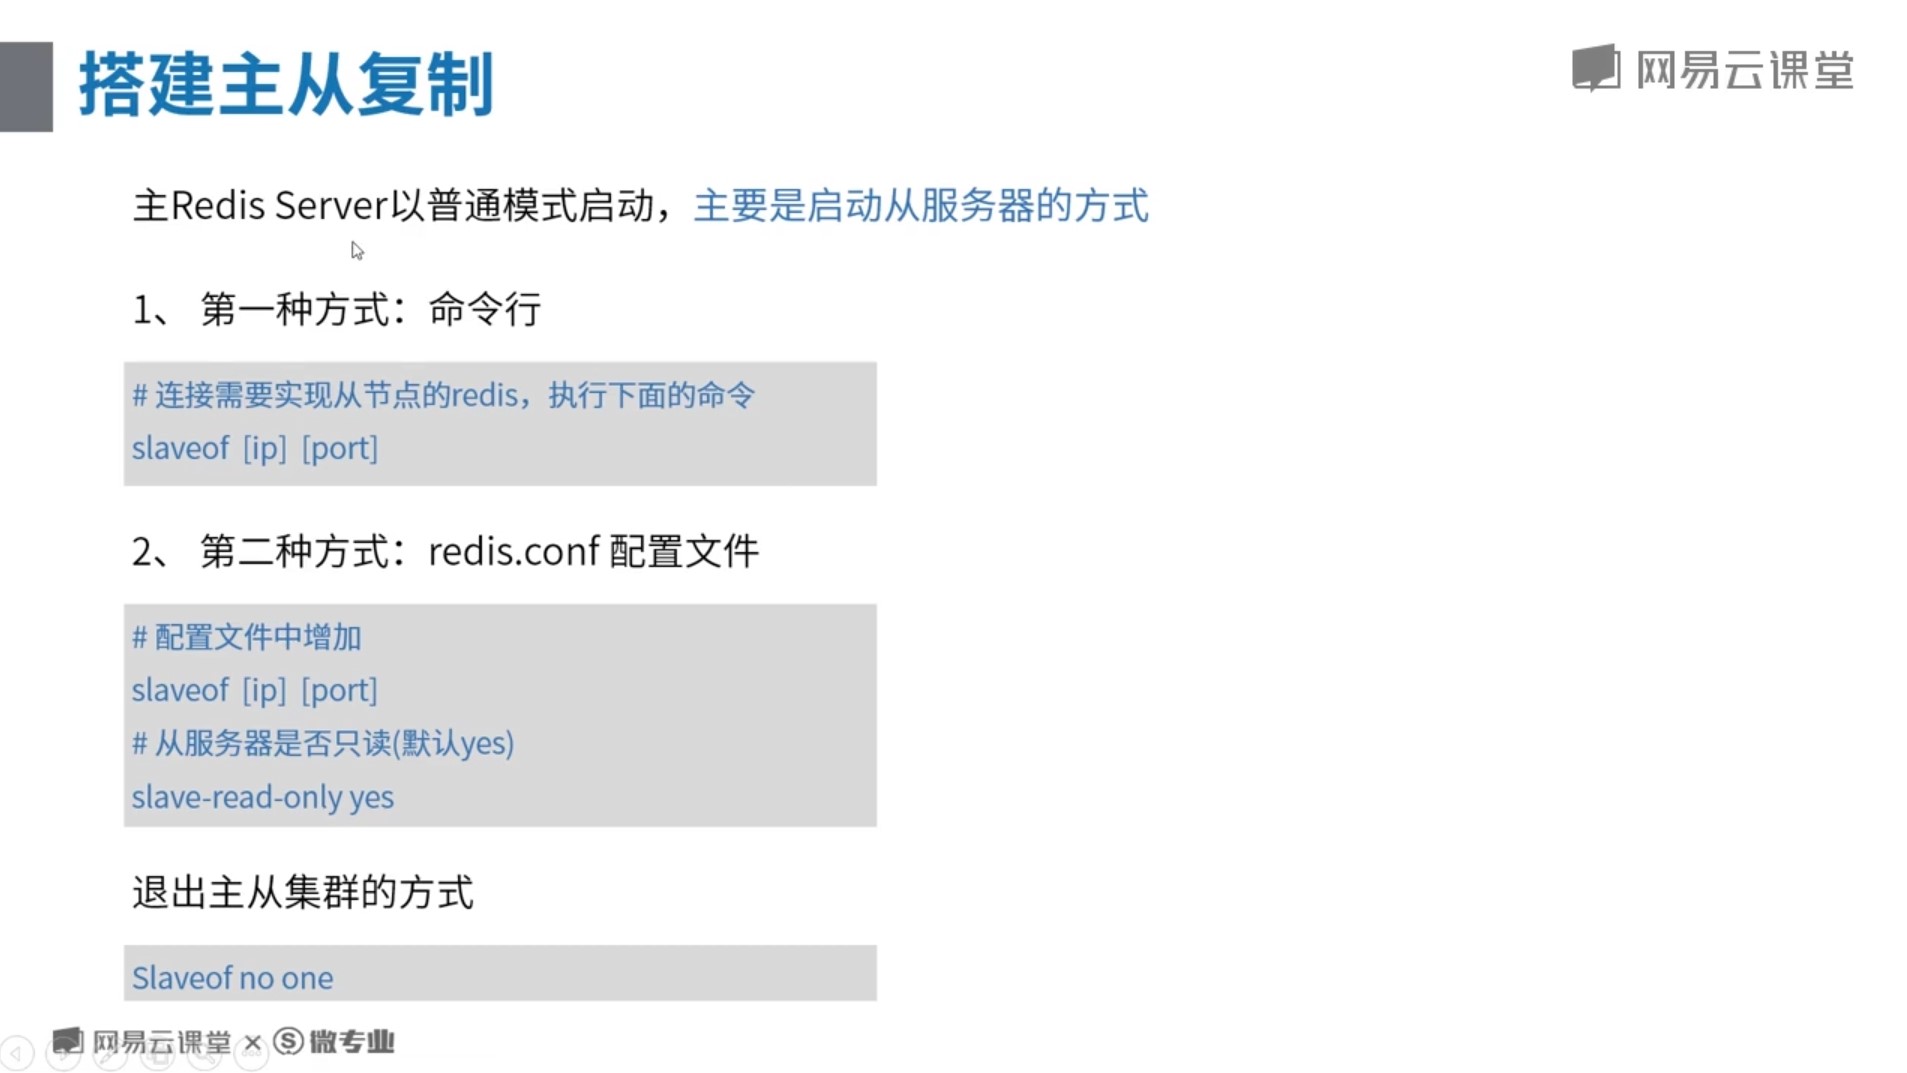 搭建主从复制
网易云课堂
主Redis Server以普通模式启动，主要是启动从服务器的方式
1、 第一种方式：命令行
# 连接需要实现从节点的redis，执行下面的命令
slaveof [ip] [port]
2、 第二种方式：redis.conf 配置文件
# 配置文件中增加
slaveof [ip] [port]
# 从服务器是否只读(默认yes)
slave-read-only yes
退出主从集群的方式
Slaveof no one
网易云课堂 × S 微专业